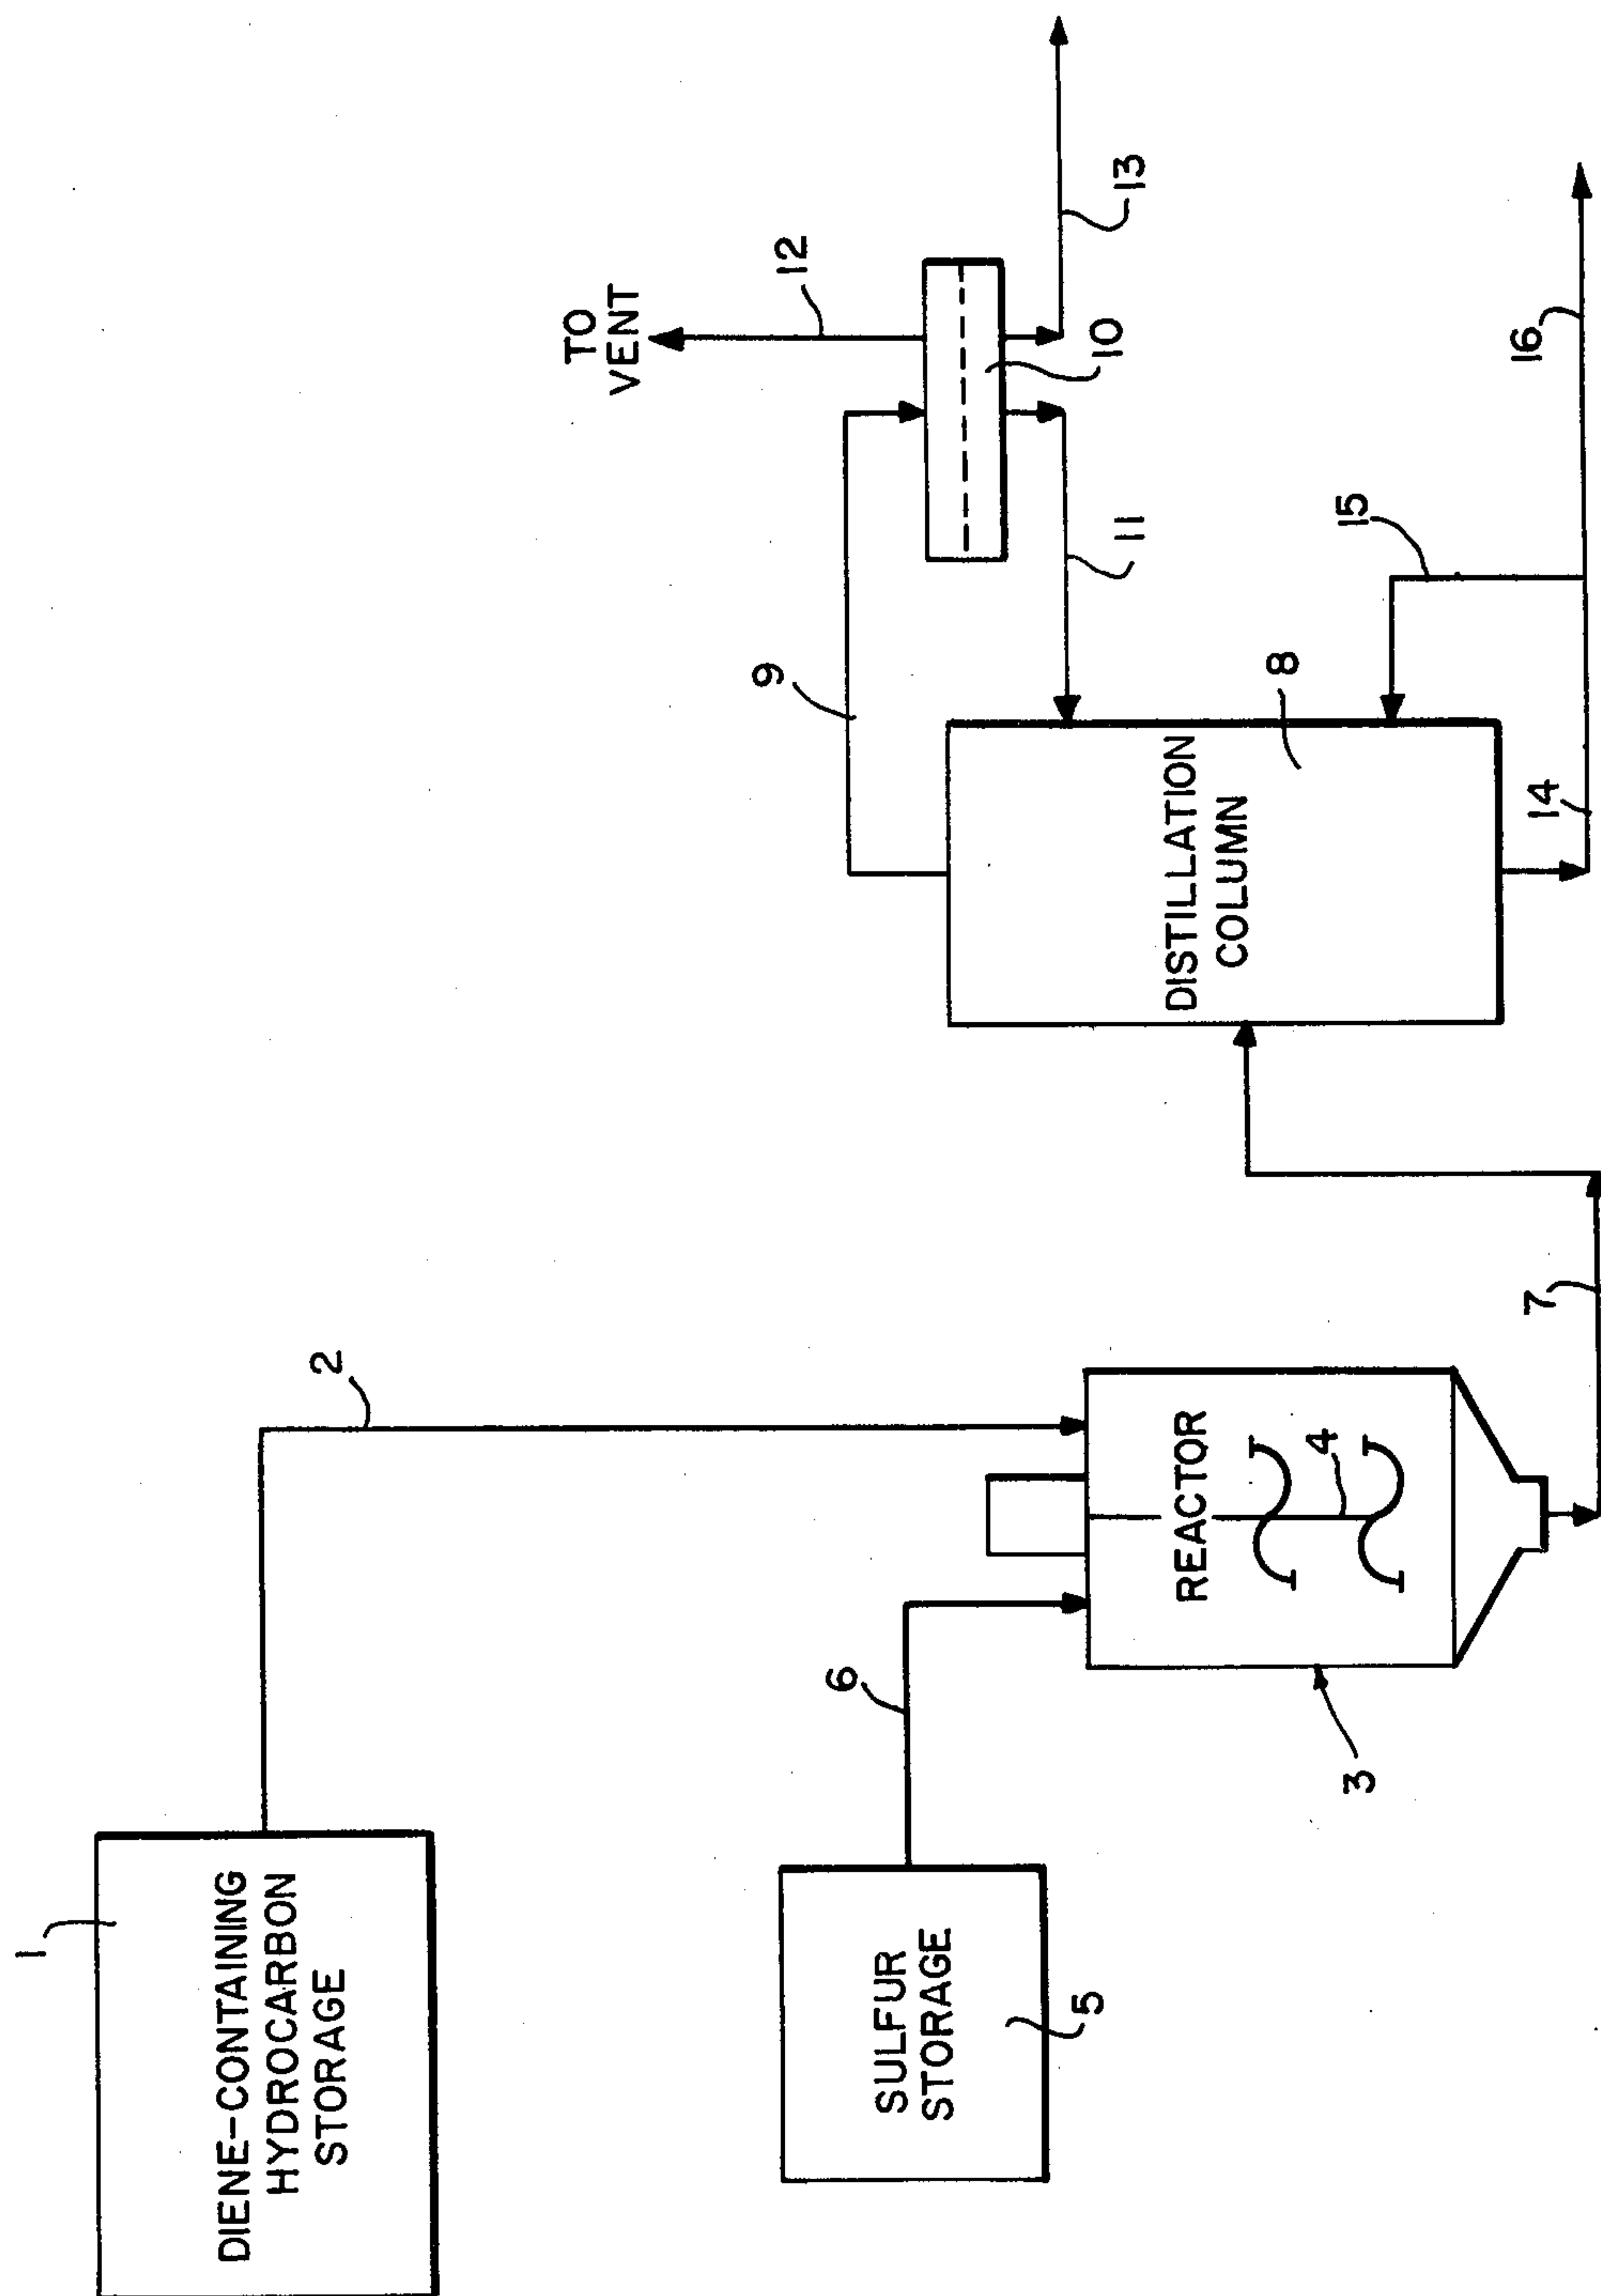 1
DIENE-CONTAINING
HYDROCARBON
STORAGE
2
SULFUR
STORAGE
5
6
REACTOR
4
3
7
DISTILLATION
COLUMN
8
9
TO
VENT
12
10
11
13
14
15
16